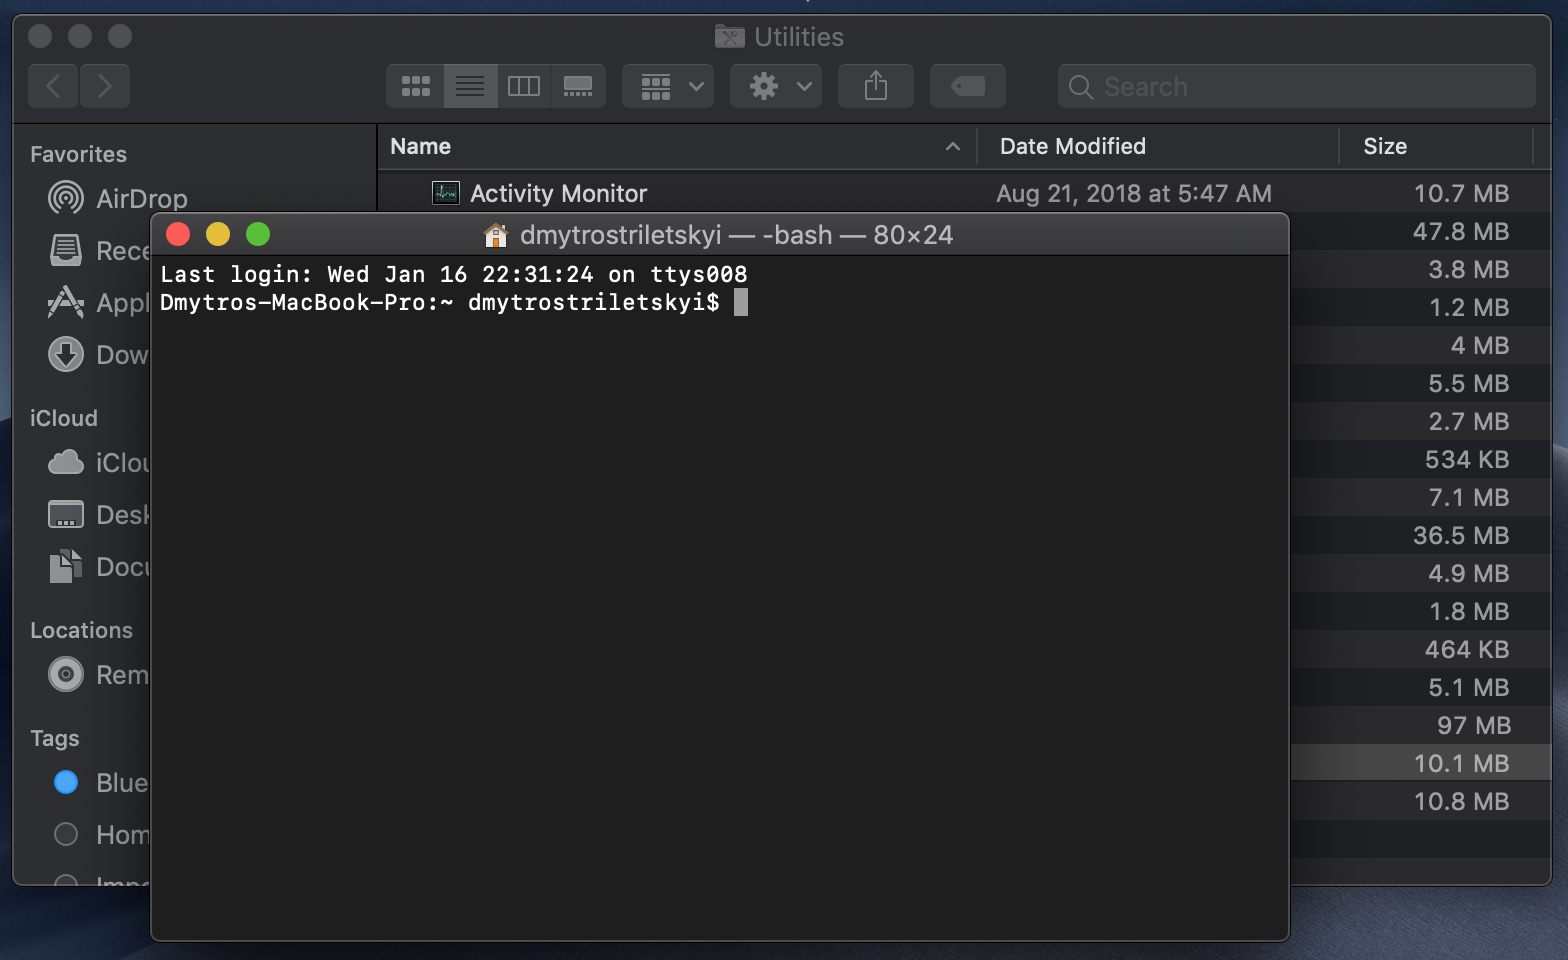 Utilities
Search
Favorites
AirDrop
Rece
Appl
Dow
iCloud
iClou
Desk
Docu
Locations
Rem
Tags
Blue
Hom
Name
Date Modified
Size
Activity Monitor
Aug 21, 2018 at 5:47 AM
10.7 MB
47.8 MB
3.8 MB
1.2 MB
4 MB
5.5 MB
2.7 MB
534 KB
7.1 MB
36.5 MB
4.9 MB
1.8 MB
464 KB
5.1 MB
97 MB
10.1 MB
10.8 MB
dmytrostriletskyi — -bash — 80×24
Last login: Wed Jan 16 22:31:24 on ttys008
Dmytros-MacBook-Pro:~ dmytrostriletskyi$